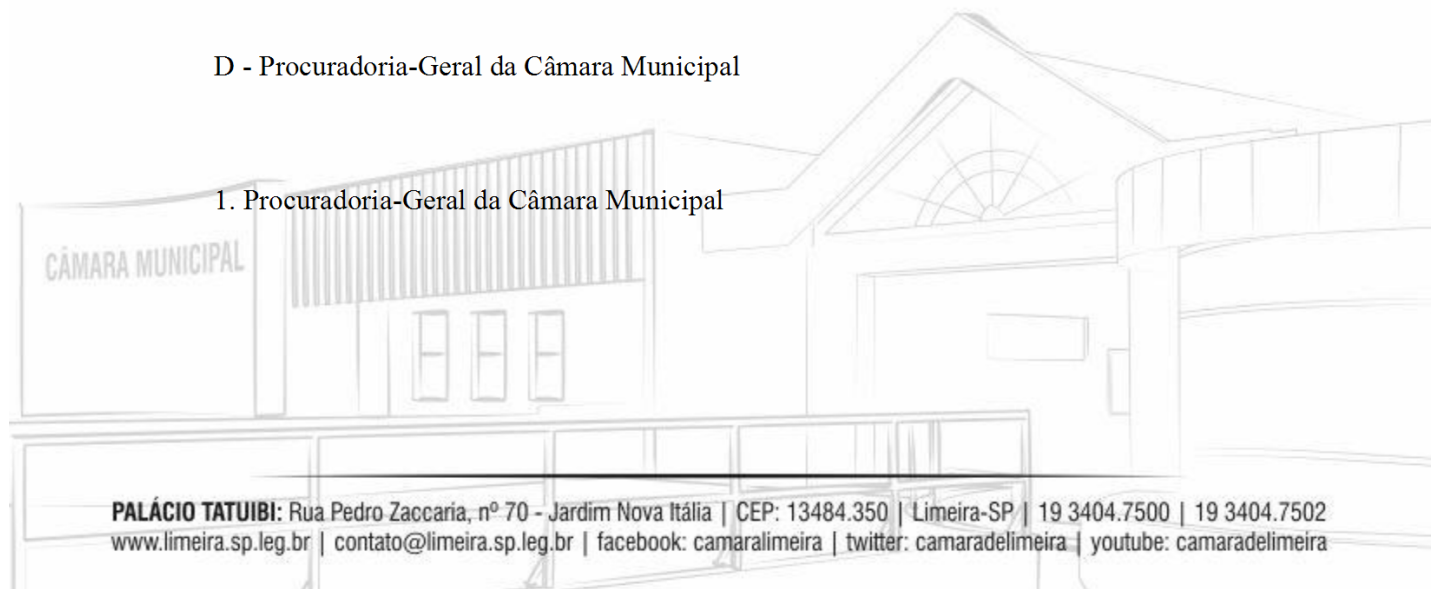 D - Procuradoria-Geral da Câmara Municipal
1. Procuradoria-Geral da Câmara Municipal
CÂMARA MUNICIPAL
PALÁCIO TATUIBI: Rua Pedro Zaccaria, nº 70 - Jardim Nova Itália | CEP: 13484.350 | Limeira-SP | 19 3404.7500 | 19 3404.7502
www.limeira.sp.leg.br | contato@limeira.sp.leg.br | facebook: camaralimeira | twitter: camaradelimeira | youtube: camaradelimeira